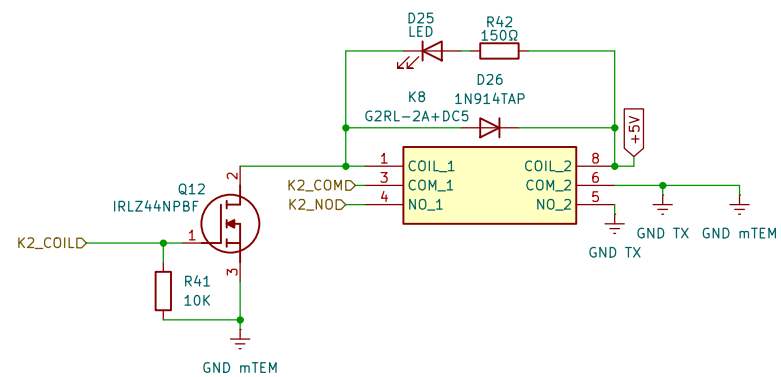 D25
LED
R42
150Ω
D26
1N914TAP
K8
G2RL-2A+DC5
+5V
1 COIL_1 COIL_2 8
K2_COM 3 COM_1 COM_2 6
K2_NO 4 NO_1 NO_2 5
2
Q12
IRLZ44NPBF
K2_COIL 1
3
GND TX
GND TX
GND mTEM
R41
10K
GND mTEM